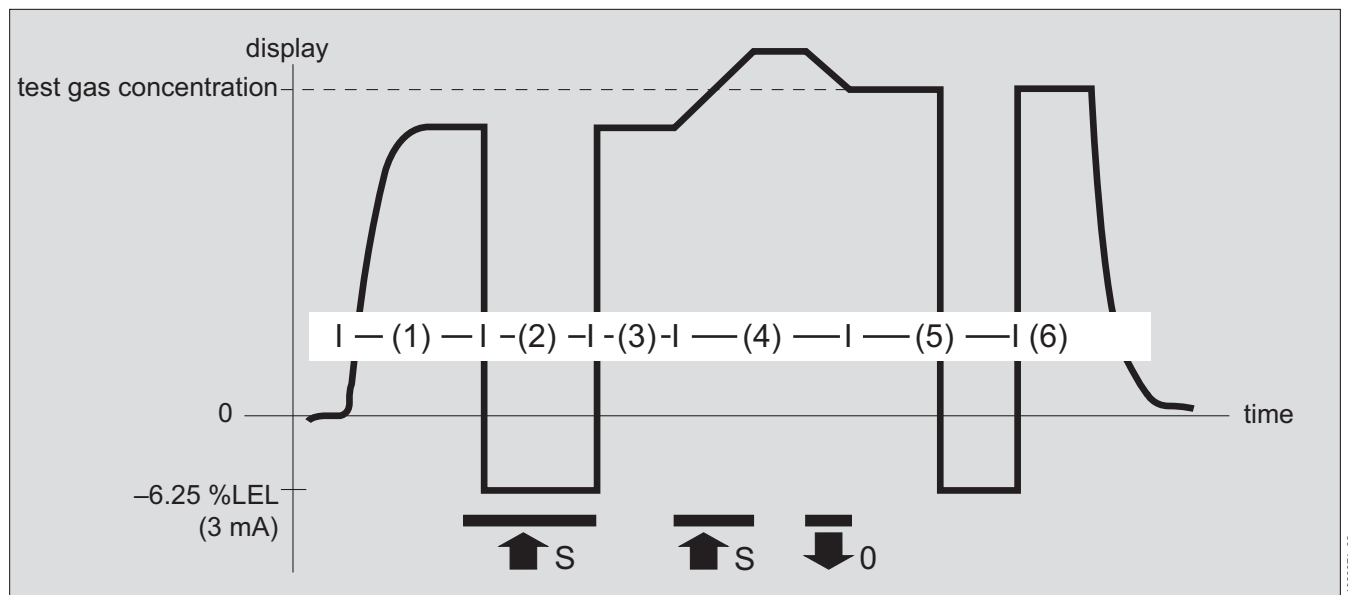 display
test gas concentration
I — (1) — I - (2) – I - (3) - I — (4) — I — (5) — I (6)
0
time
–6.25 %LEL
(3 mA)
S
S
0